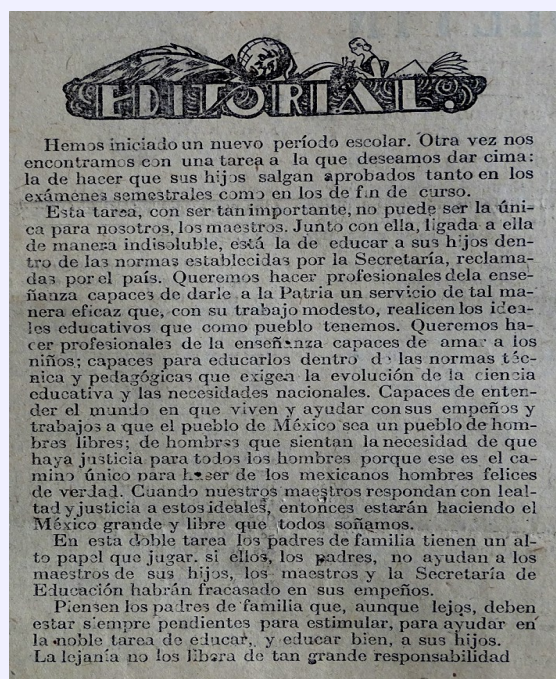 EDITORIAL.
Hemos iniciado un nuevo período escolar. Otra vez nos
encontramos con una tarea a la que deseamos dar cima:
la de hacer que sus hijos salgan aprobados tanto en los
exámenes semestrales como en los de fin de curso.
Esta tarea, con ser tan importante, no puede ser la úni-
ca para nosotros, los maestros. Junto con ella, ligada a ella
de manera indisoluble, está la de educar a sus hijos den-
tro de las normas establecidas por la Secretaría, reclama-
das por el país. Queremos hacer profesionales dela ense-
ñanza capaces de darle a la Patria un servicio de tal ma-
nera eficaz que, con su trabajo modesto, realicen los idea-
les educativos que como pueblo tenemos. Queremos ha-
cer profesionales de la enseñanza capaces de amar a los
niños; capaces para educarlos dentro de las normas téc-
nica y pedagógicas que exigen la evolución de la ciencia
educativa y las necesidades nacionales. Capaces de enten-
der el mundo en que viven y ayudar con sus empeños y
trabajos a que el pueblo de México sea un pueblo de hom-
bres libres; de hombres que sientan la necesidad de que
haya justicia para todos los hombres porque ese es el ca-
mino único para haser de los mexicanos hombres felices
de verdad. Cuando nuestros maestros respondan con leal-
tad y justicia a estos ideales, entonces estarán haciendo el
México grande y libre que todos soñamos.
En esta doble tarea los padres de familia tienen un al-
to papel que jugar. si ellos, los padres, no ayudan a los
maestros de sus hijos, los maestros y la Secretaría de
Educación habrán fracasado en sus empeños.
Piensen los padres de familia que, aunque lejos, deben
estar siempre pendientes para estimular, para ayudar en
la noble tarea de educar, y educar bien, a sus hijos.
La lejanía no los libera de tan grande responsabilidad